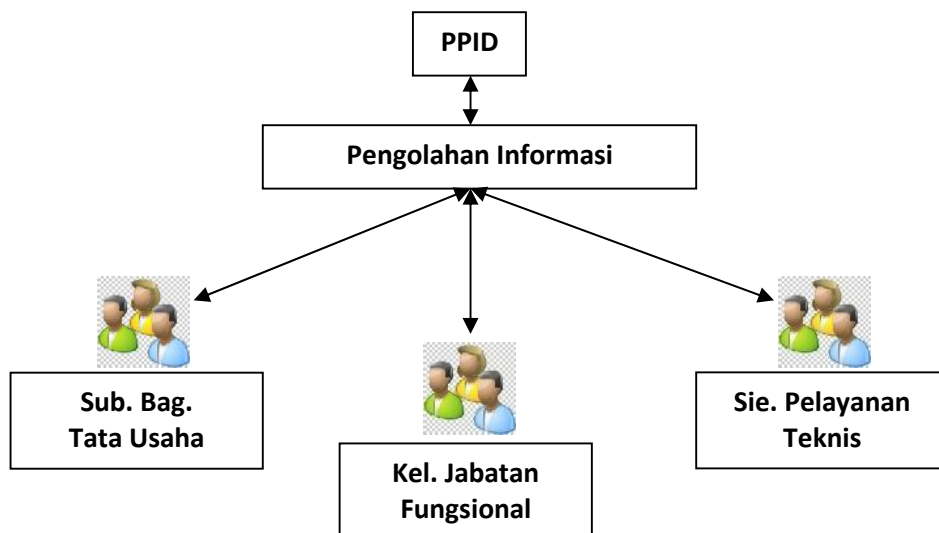 PPID
Pengolahan Informasi
Sub. Bag.
Tata Usaha
Kel. Jabatan
Fungsional
Sie. Pelayanan
Teknis